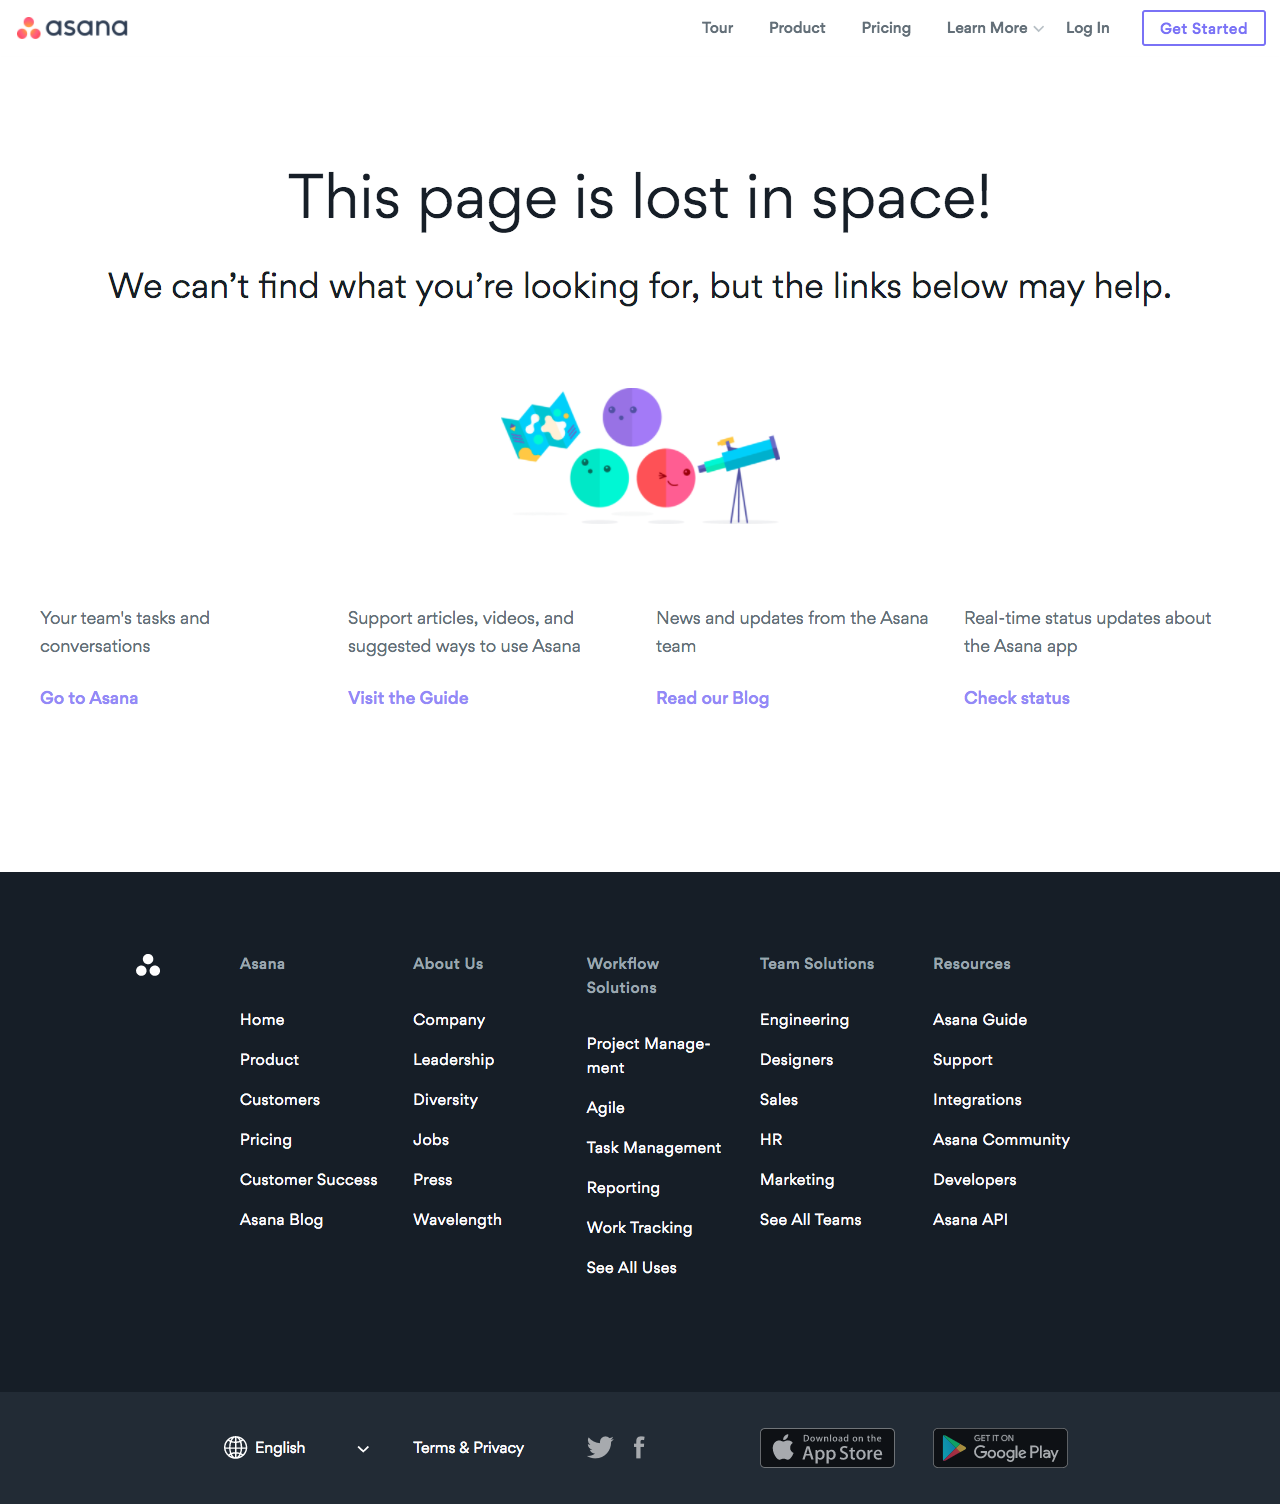 asana
Tour
Product
Pricing
Learn More
Log In
Get Started
This page is lost in space!
We can’t find what you’re looking for, but the links below may help.
Your team's tasks and
conversations
Go to Asana
Support articles, videos, and
suggested ways to use Asana
Visit the Guide
News and updates from the Asana
team
Read our Blog
Real-time status updates about
the Asana app
Check status
Asana
Home
Product
Customers
Pricing
Customer Success
Asana Blog
About Us
Company
Leadership
Diversity
Jobs
Press
Wavelength
Workflow
Solutions
Project Manage-
ment
Agile
Task Management
Reporting
Work Tracking
See All Uses
Team Solutions
Engineering
Designers
Sales
HR
Marketing
See All Teams
Resources
Asana Guide
Support
Integrations
Asana Community
Developers
Asana API
English
Terms & Privacy
Download on the
App Store
GET IT ON
Google Play